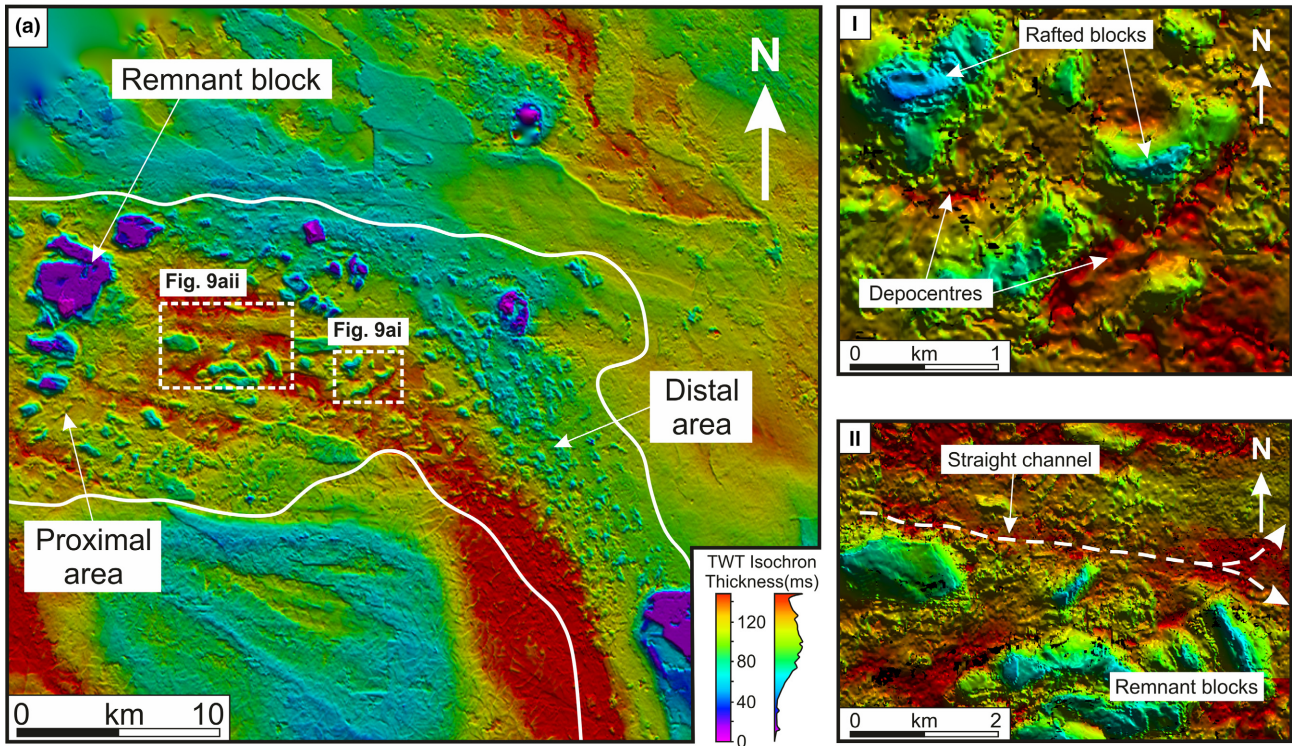 (a)
Remnant block
N
Fig. 9aii
Fig. 9ai
Distal
area
Proximal
area
TWT Isochron
Thickness(ms)
120
80
40
0
0 km 10
I
Rafted blocks
N
Depocentres
0 km 1
II
Straight channel
N
Remnant blocks
0 km 2